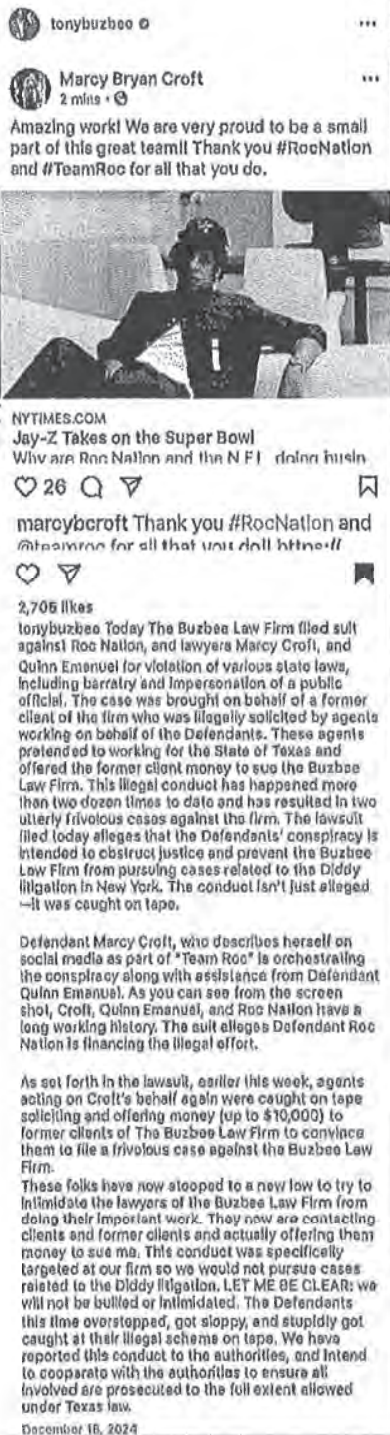 tonybuzbee
Marcy Bryan Croft
2 mins
Amazing work! We are very proud to be a small
part of this great team!! Thank you #RocNation
and #TeamRoc for all that you do.
NYTIMES.COM
Jay-Z Takes on the Super Bowl
Why are Roc Nation and the N.F.L. doing busin
26
marcybcroft Thank you #RocNation and
@teamroc for all that you do!! https://
2,705 likes
tonybuzbee Today The Buzbee Law Firm filed suit
against Roc Nation, and lawyers Marcy Croft, and
Quinn Emanuel for violation of various state laws,
including barratry and impersonation of a public
official. The case was brought on behalf of a former
client of the firm who was illegally solicited by agents
working on behalf of the Defendants. These agents
pretended to working for the State of Texas and
offered the former client money to sue the Buzbee
Law Firm. This illegal conduct has happened more
than two dozen times to date and has resulted in two
utterly frivolous cases against the firm. The lawsuit
filed today alleges that the Defendants' conspiracy is
intended to obstruct justice and prevent the Buzbee
Law Firm from pursuing cases related to the Diddy
litigation in New York. The conduct isn't just alleged
—it was caught on tape.
Defendant Marcy Croft, who describes herself on
social media as part of "Team Roc" is orchestrating
the conspiracy along with assistance from Defendant
Quinn Emanuel. As you can see from the screen
shot, Croft, Quinn Emanuel, and Roc Nation have a
long working history. The suit alleges Defendant Roc
Nation is financing the illegal effort.
As set forth in the lawsuit, earlier this week, agents
acting on Croft's behalf again were caught on tape
soliciting and offering money (up to $10,000) to
former clients of The Buzbee Law Firm to convince
them to file a frivolous case against the Buzbee Law
Firm.
These folks have now stooped to a new low to try to
intimidate the lawyers of the Buzbee Law Firm from
doing their important work. They now are contacting
clients and former clients and actually offering them
money to sue me. This conduct was specifically
targeted at our firm so we would not pursue cases
related to the Diddy litigation. LET ME BE CLEAR: we
will not be bullied or intimidated. The Defendants
this time overstepped, got sloppy, and stupidly got
caught at their illegal scheme on tape. We have
reported this conduct to the authorities, and intend
to cooperate with the authorities to ensure all
involved are prosecuted to the full extent allowed
under Texas law.
December 18, 2024